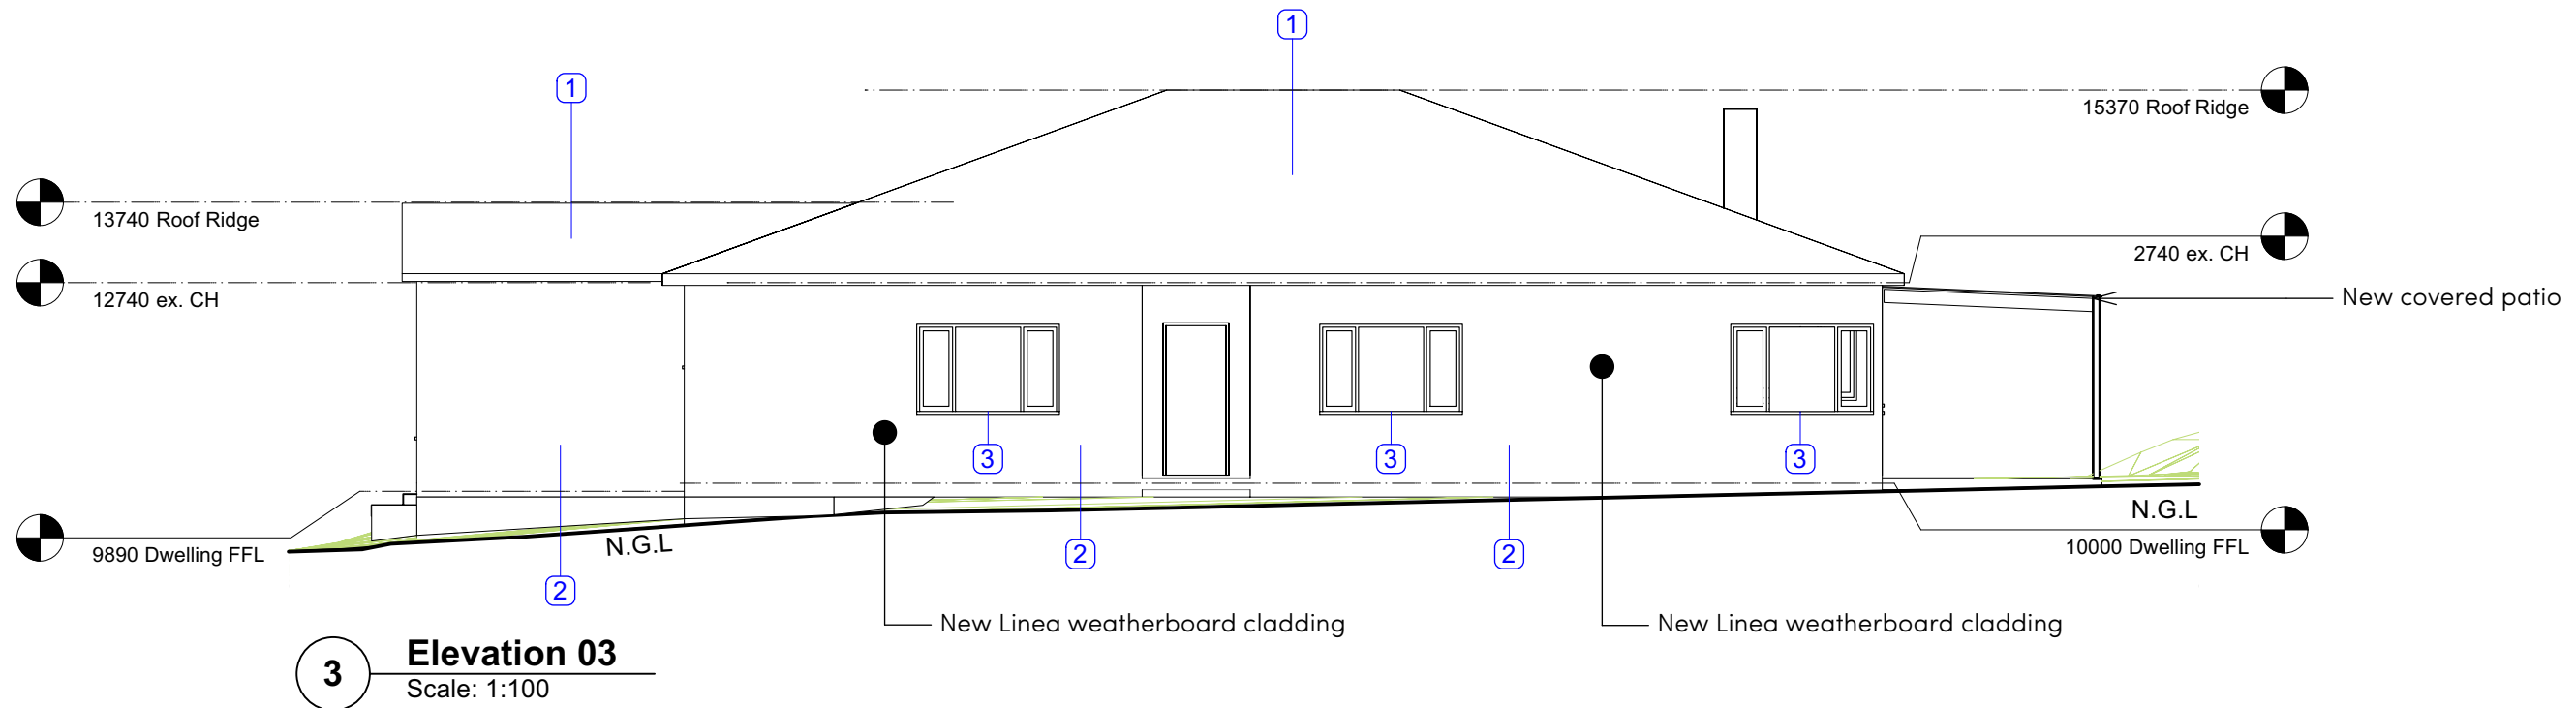 1
1
15370 Roof Ridge
13740 Roof Ridge
2740 ex. CH
12740 ex. CH
New covered patio
3
3
3
N.G.L
N.G.L
9890 Dwelling FFL
10000 Dwelling FFL
2
2
2
New Linea weatherboard cladding
New Linea weatherboard cladding
3
Elevation 03
Scale: 1:100